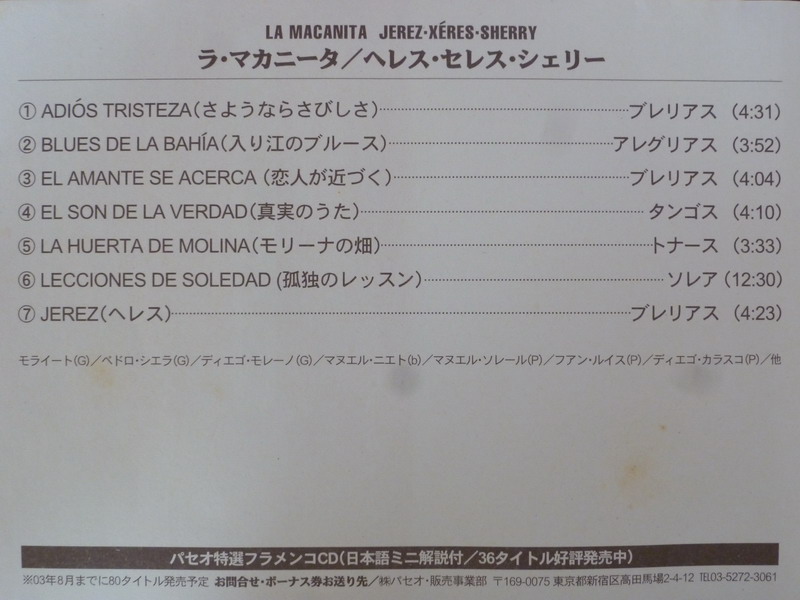 LA MACANITA JEREZ·XÉRES·SHERRY
ラ・マカニータ／ヘレス・セレス・シェリー
① ADIÓS TRISTEZA(さようならさびしさ)……ブレリアス (4:31)
② BLUES DE LA BAHÍA(入り江のブルース)……アレグリアス (3:52)
③ EL AMANTE SE ACERCA (恋人が近づく)……ブレリアス (4:04)
④ EL SON DE LA VERDAD(真実のうた)……タンゴス (4:10)
⑤ LA HUERTA DE MOLINA(モリーナの畑)……トナース (3:33)
⑥ LECCIONES DE SOLEDAD (孤独のレッスン)……ソレア (12:30)
⑦ JEREZ(ヘレス)……ブレリアス (4:23)
モライート(G)／ペドロ・シエラ(G)／ディエゴ・モレーノ(G)／マヌエル・ニエト(b)／マヌエル・ソレール(P)／フアン・ルイス(P)／ディエゴ・カラスコ(P)／他
パセオ特選フラメンコCD(日本語ミニ解説付／36タイトル好評発売中)
※03年8月までに80タイトル発売予定 お問合せ・ボーナス券お送り先／㈱パセオ・販売事業部 〒169-0075 東京都新宿区高田馬場2-4-12 TEL03-5272-3061